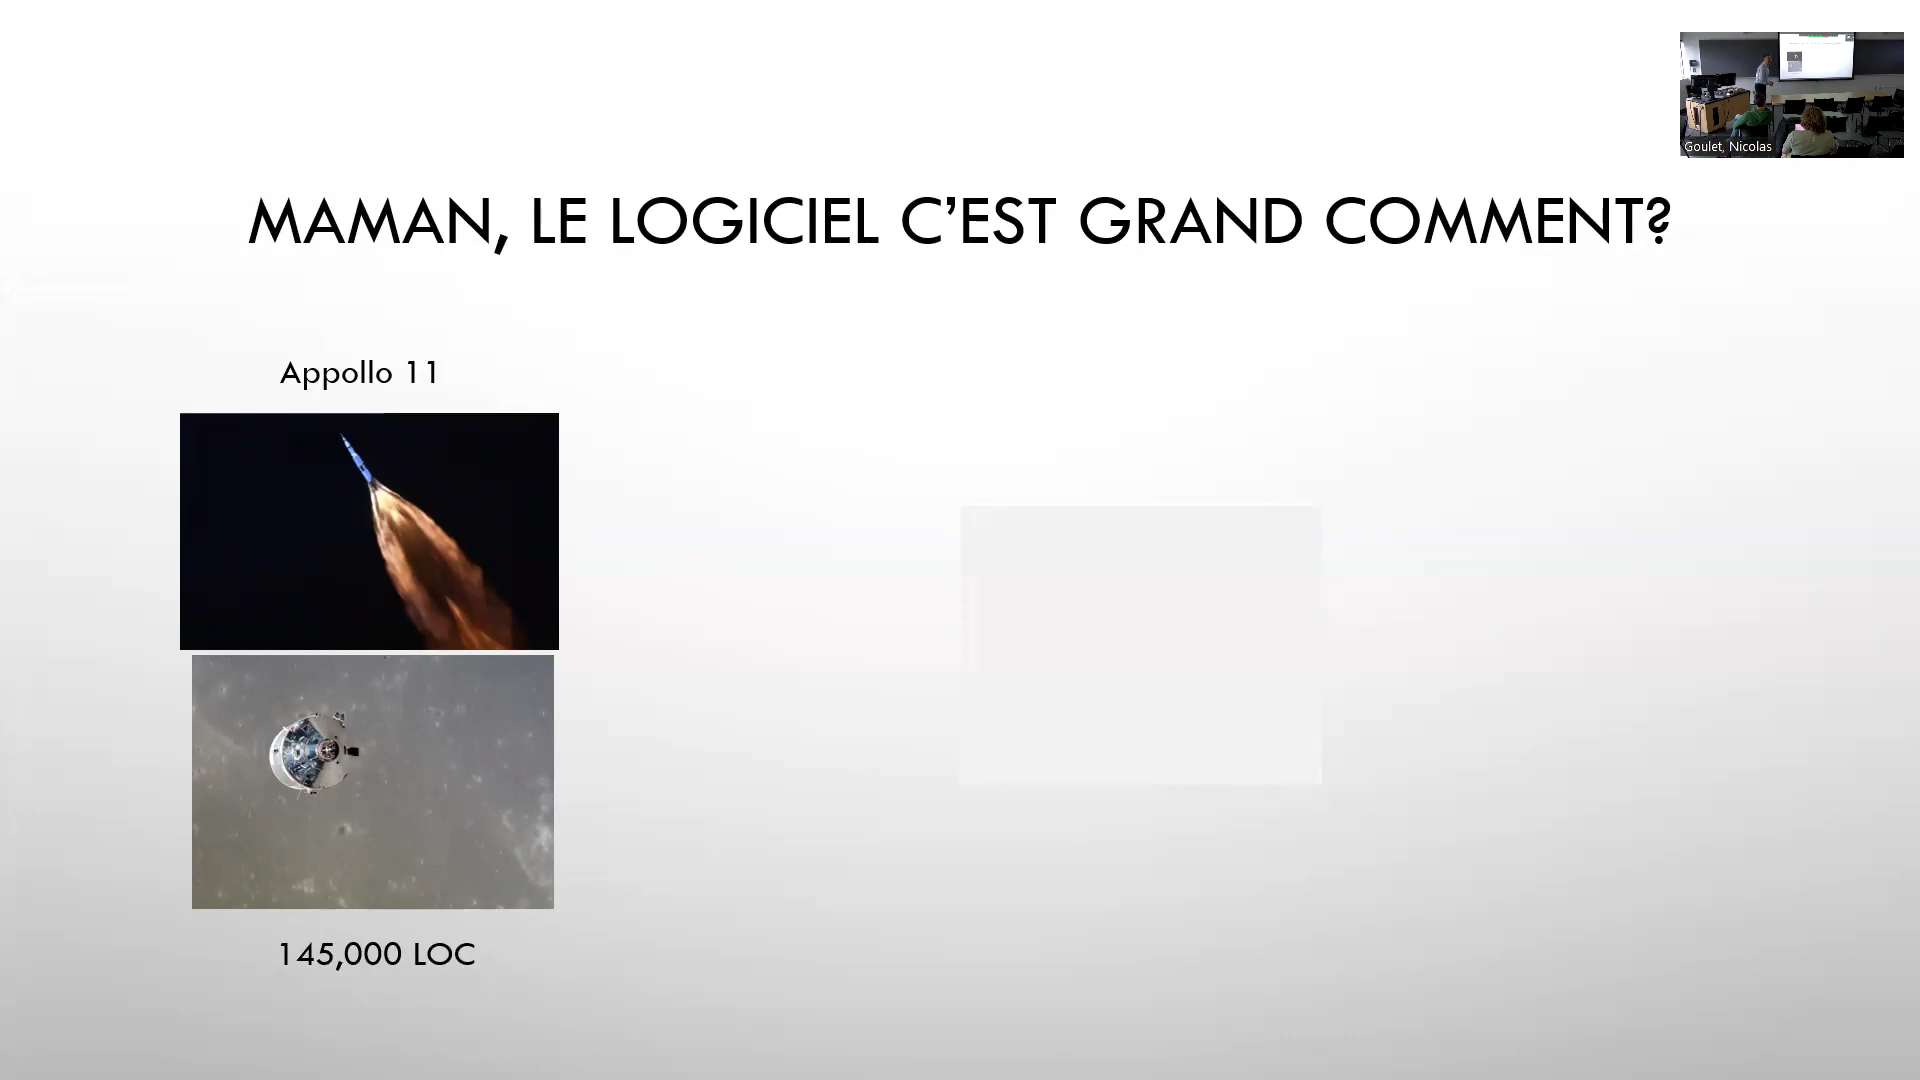 Goulet, Nicolas
MAMAN, LE LOGICIEL C’EST GRAND COMMENT?
Appollo 11
145,000 LOC